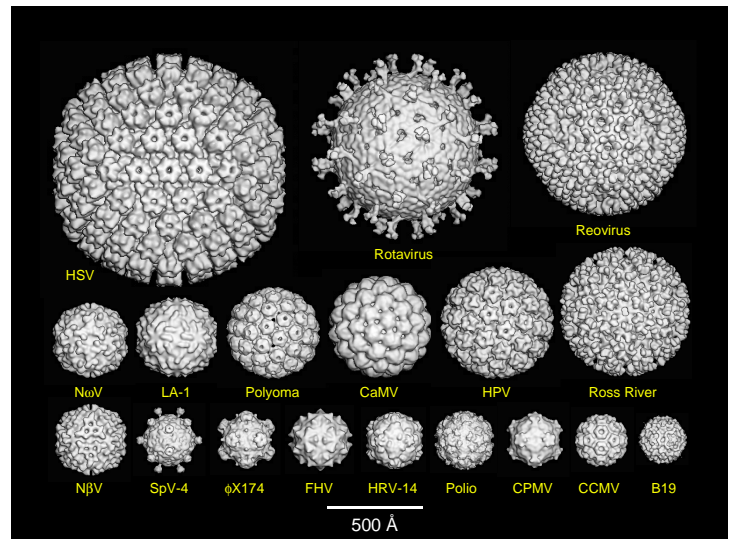 HSV
Rotavirus
Reovirus
NωV
LA-1
Polyoma
CaMV
HPV
Ross River
NβV
SpV-4
ϕX174
FHV
HRV-14
Polio
CPMV
CCMV
B19
500 Å